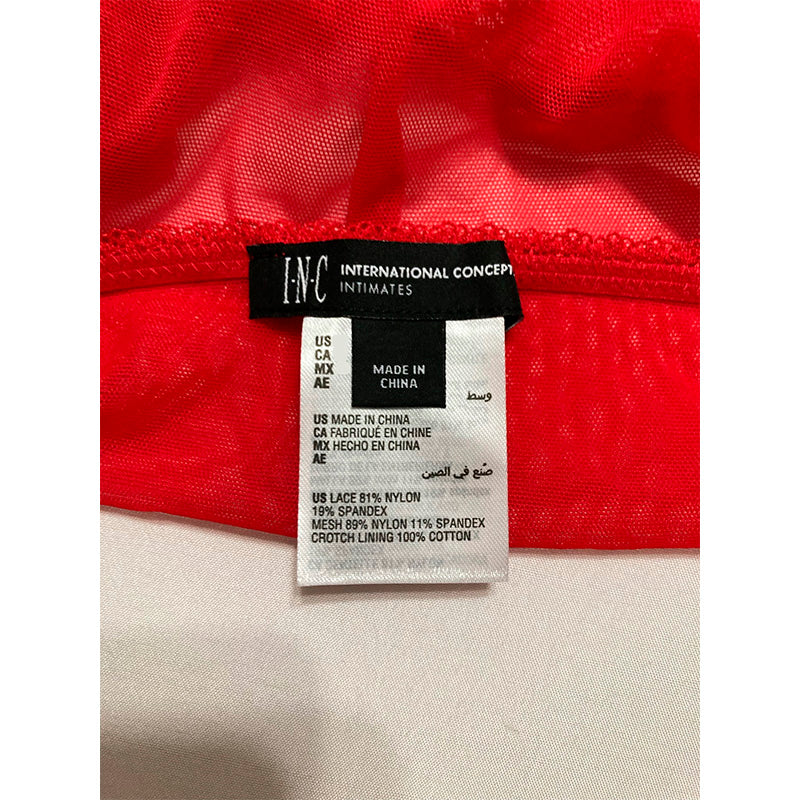 I·N·C INTERNATIONAL CONCEPT
INTIMATES
US
CA
MX
AE
MADE IN
CHINA
وسط
US MADE IN CHINA
CA FABRIQUÉ EN CHINE
MX HECHO EN CHINA
AE
صُنع في الصين
US LACE 81% NYLON
19% SPANDEX
MESH 89% NYLON 11% SPANDEX
CROTCH LINING 100% COTTON